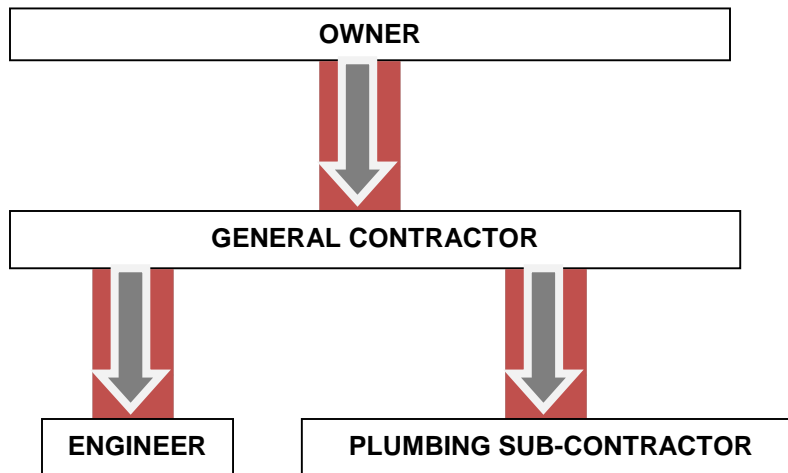 OWNER
GENERAL CONTRACTOR
ENGINEER
PLUMBING SUB-CONTRACTOR